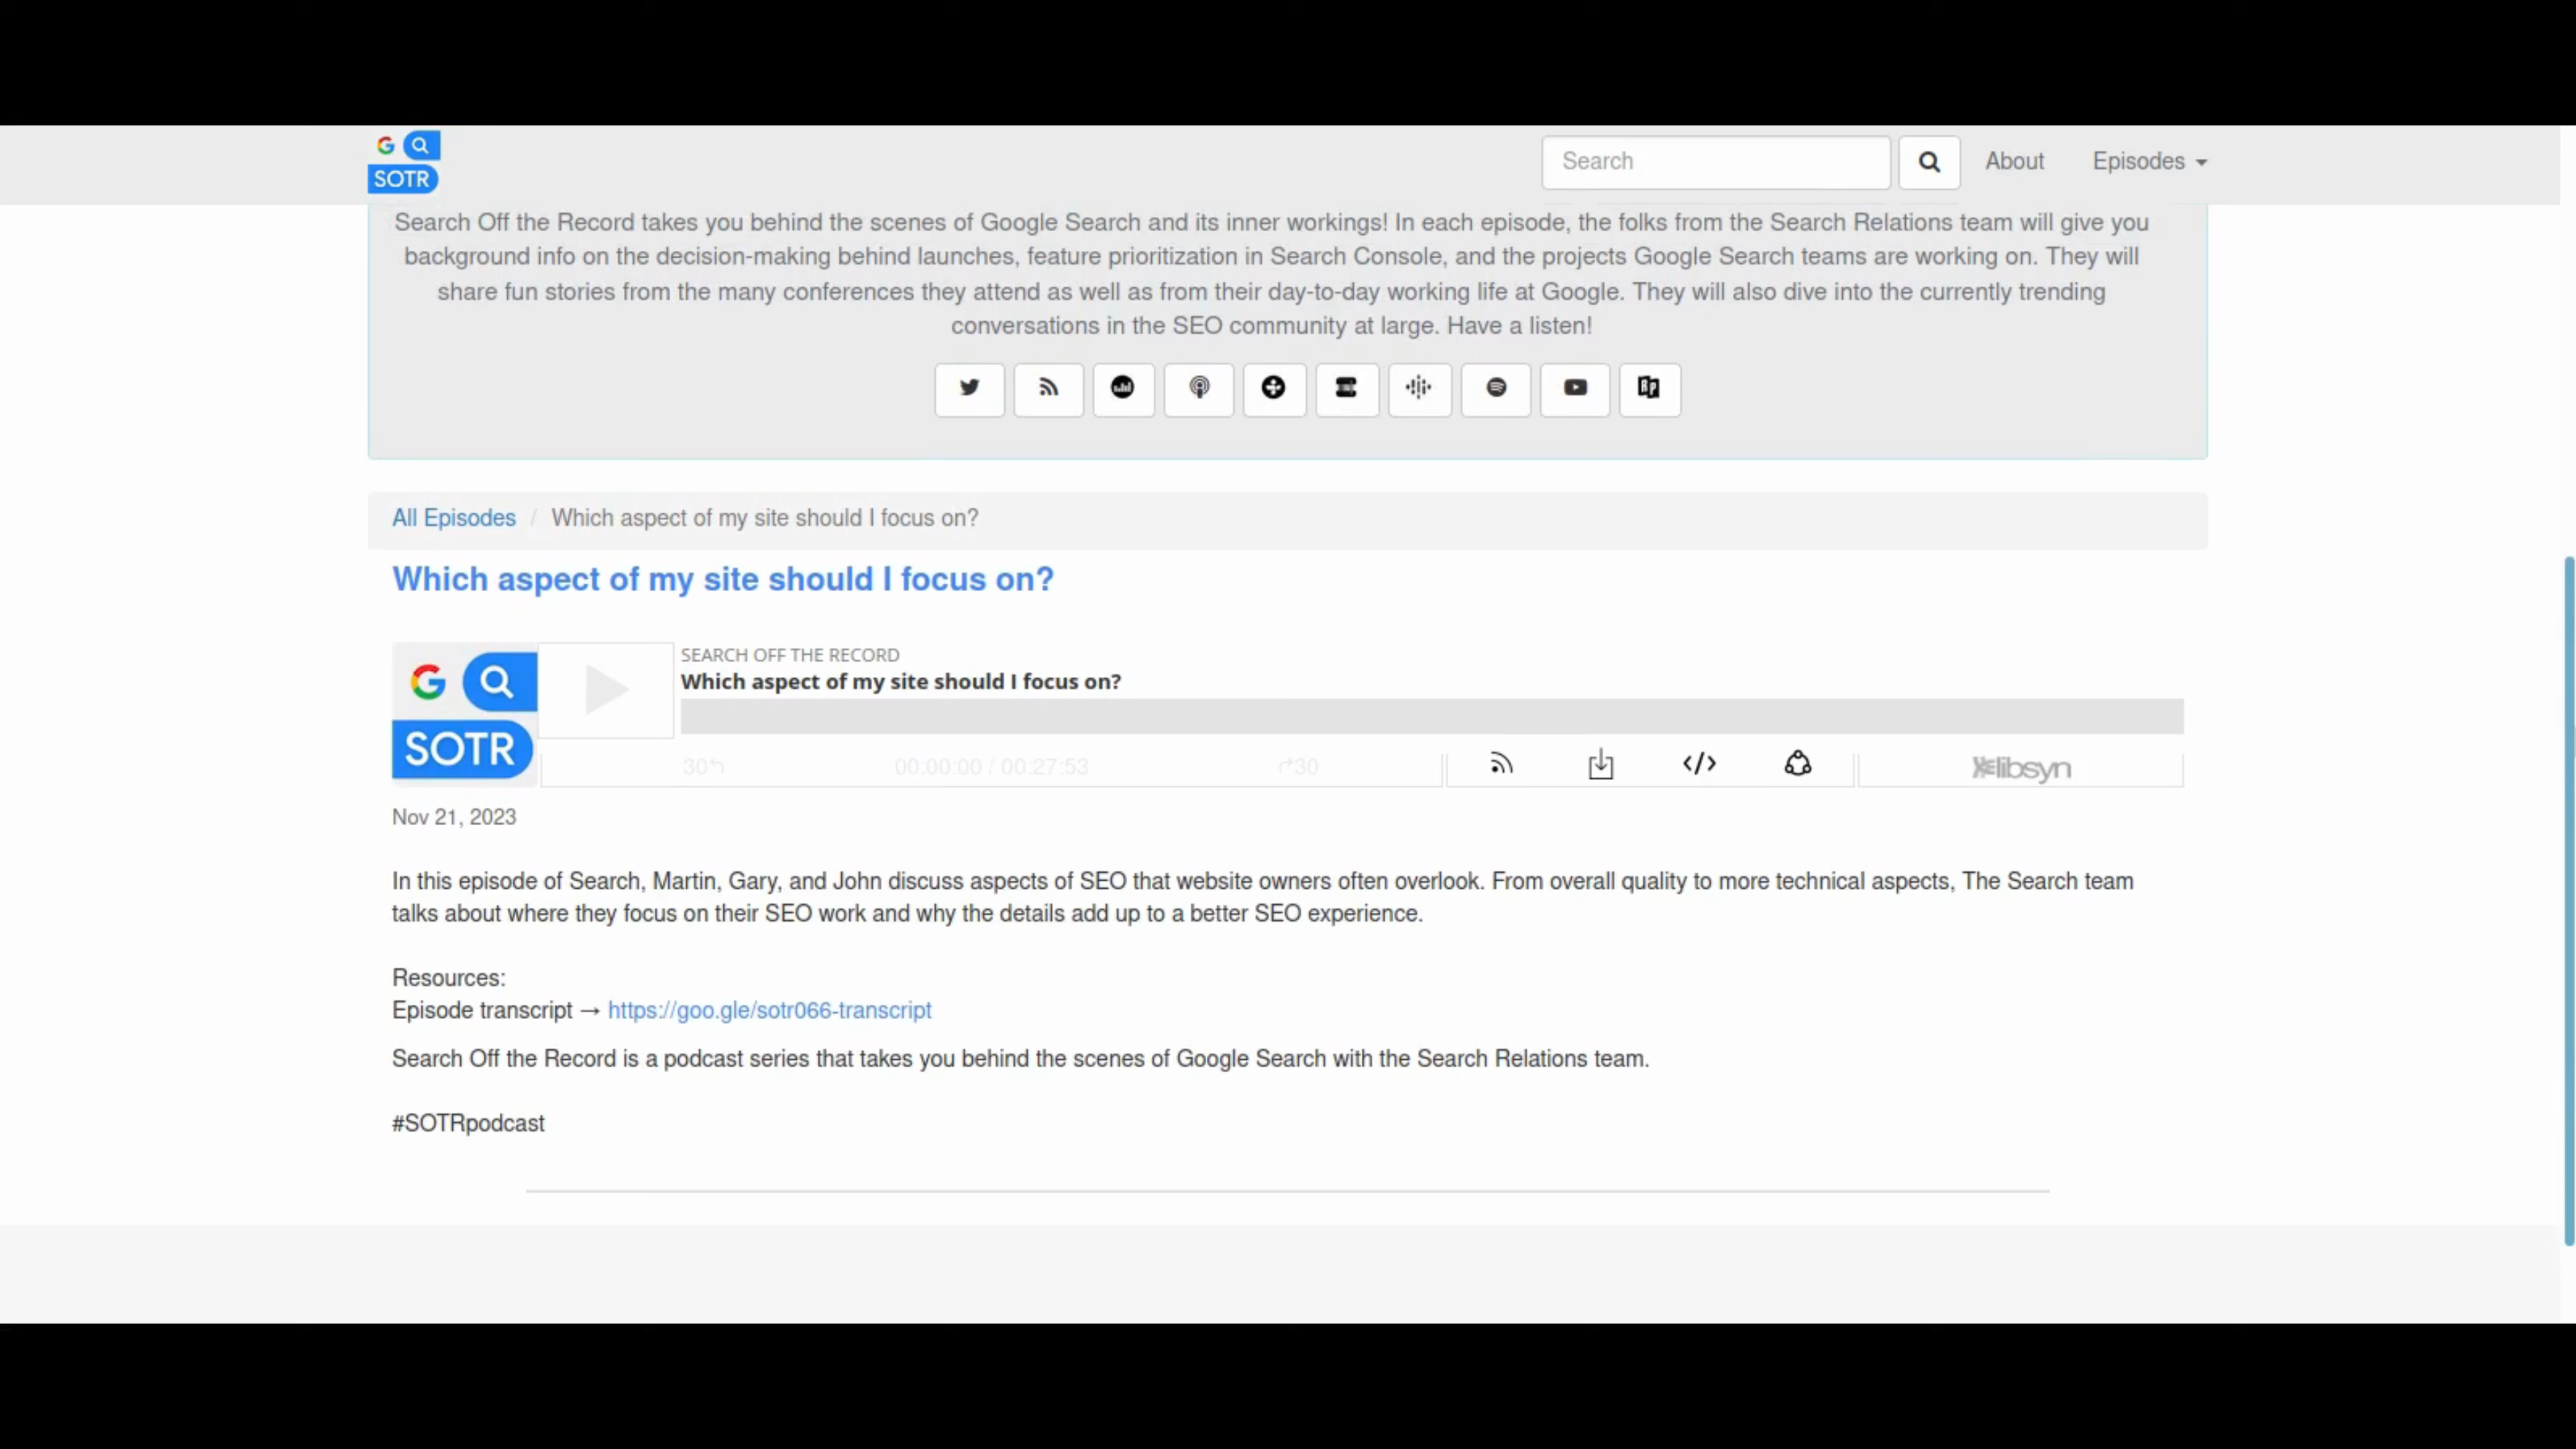 G
SOTR
Search
About
Episodes
Search Off the Record takes you behind the scenes of Google Search and its inner workings! In each episode, the folks from the Search Relations team will give you
background info on the decision-making behind launches, feature prioritization in Search Console, and the projects Google Search teams are working on. They will
share fun stories from the many conferences they attend as well as from their day-to-day working life at Google. They will also dive into the currently trending
conversations in the SEO community at large. Have a listen!
All Episodes / Which aspect of my site should I focus on?
Which aspect of my site should I focus on?
G
SOTR
SEARCH OFF THE RECORD
Which aspect of my site should I focus on?
30 00:00:00 / 00:27:53 30
libsyn
Nov 21, 2023
In this episode of Search, Martin, Gary, and John discuss aspects of SEO that website owners often overlook. From overall quality to more technical aspects, The Search team
talks about where they focus on their SEO work and why the details add up to a better SEO experience.
Resources:
Episode transcript → https://goo.gle/sotr066-transcript
Search Off the Record is a podcast series that takes you behind the scenes of Google Search with the Search Relations team.
#SOTRpodcast